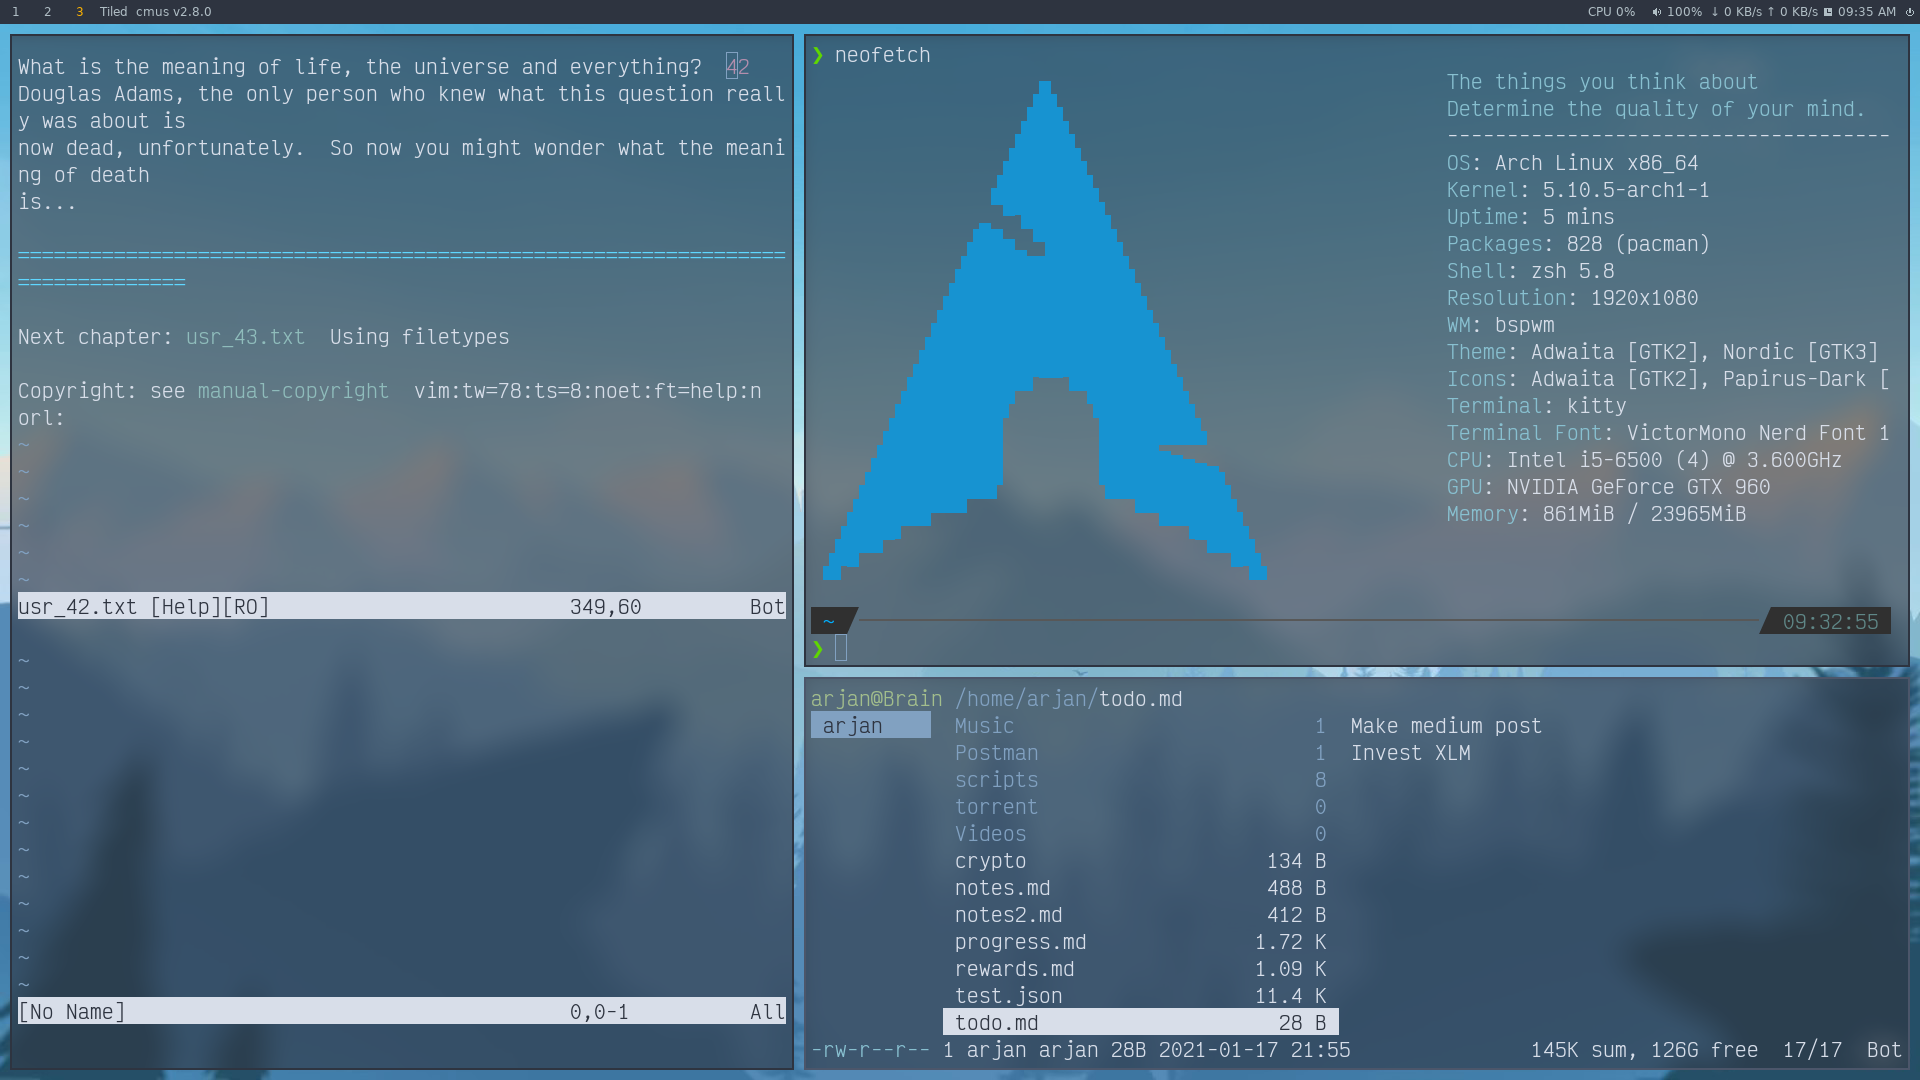 1 2 3 Tiled cmus v2.8.0
CPU 0% 100% ↓ 0 KB/s ↑ 0 KB/s 09:35 AM
What is the meaning of life, the universe and everything?  42
Douglas Adams, the only person who knew what this question reall
y was about is
now dead, unfortunately.  So now you might wonder what the meani
ng of death
is...
================================================================
==============
Next chapter: usr_43.txt  Using filetypes
Copyright: see manual-copyright  vim:tw=78:ts=8:noet:ft=help:n
orl:
~
~
~
~
~
~
usr_42.txt [Help][RO] 349,60 Bot
~
~
~
~
~
~
~
~
~
~
~
~
~
[No Name] 0,0-1 All
❯ neofetch
The things you think about
Determine the quality of your mind.
-------------------------------------
OS: Arch Linux x86_64
Kernel: 5.10.5-arch1-1
Uptime: 5 mins
Packages: 828 (pacman)
Shell: zsh 5.8
Resolution: 1920x1080
WM: bspwm
Theme: Adwaita [GTK2], Nordic [GTK3]
Icons: Adwaita [GTK2], Papirus-Dark [
Terminal: kitty
Terminal Font: VictorMono Nerd Font 1
CPU: Intel i5-6500 (4) @ 3.600GHz
GPU: NVIDIA GeForce GTX 960
Memory: 861MiB / 23965MiB
~ 09:32:55
❯
arjan@Brain /home/arjan/todo.md
arjan Music 1 Make medium post
Postman 1 Invest XLM
scripts 8
torrent 0
Videos 0
crypto 134 B
notes.md 488 B
notes2.md 412 B
progress.md 1.72 K
rewards.md 1.09 K
test.json 11.4 K
todo.md 28 B
-rw-r--r-- 1 arjan arjan 28B 2021-01-17 21:55 145K sum, 126G free  17/17  Bot